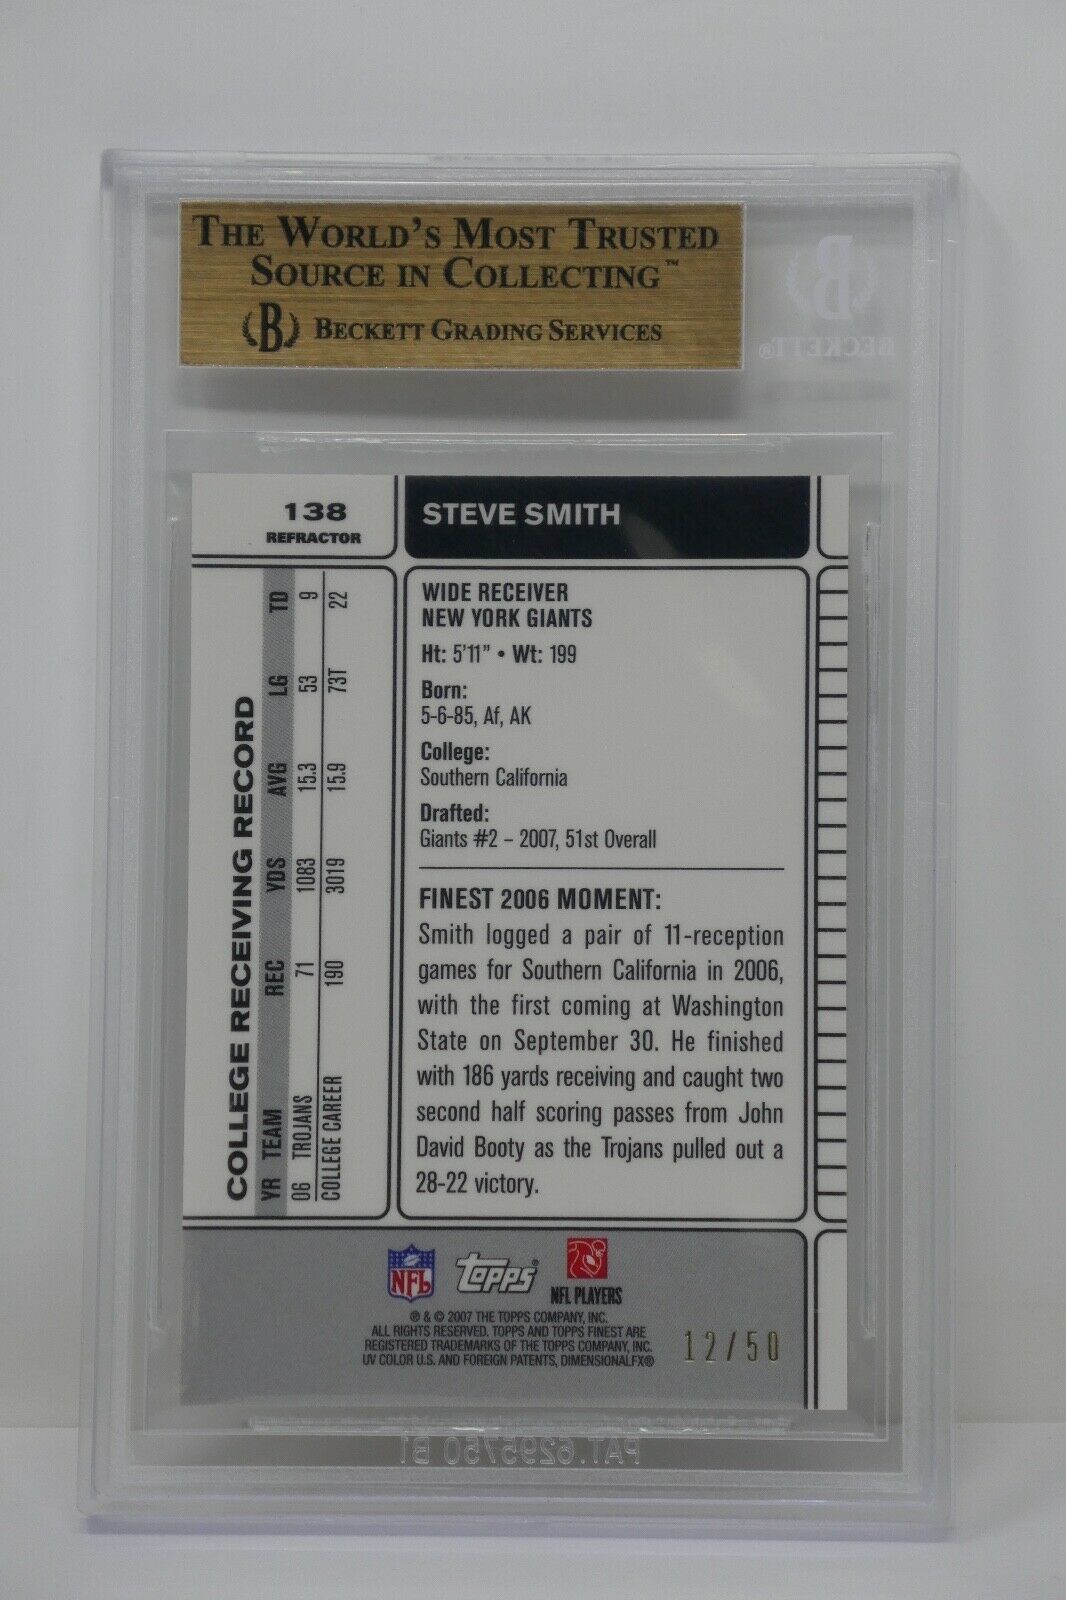 THE WORLD'S MOST TRUSTED
SOURCE IN COLLECTING™
B BECKETT GRADING SERVICES
B
BECKETT®
138
REFRACTOR
STEVE SMITH
COLLEGE RECEIVING RECORD
YR TEAM REC YDS AVG LG TD
06 TROJANS 71 1083 15.3 53 9
COLLEGE CAREER 190 3019 15.9 73T 22
WIDE RECEIVER
NEW YORK GIANTS
Ht: 5'11" • Wt: 199
Born:
5-6-85, Af, AK
College:
Southern California
Drafted:
Giants #2 – 2007, 51st Overall
FINEST 2006 MOMENT:
Smith logged a pair of 11-reception
games for Southern California in 2006,
with the first coming at Washington
State on September 30. He finished
with 186 yards receiving and caught two
second half scoring passes from John
David Booty as the Trojans pulled out a
28-22 victory.
NFL topps® NFL PLAYERS
® & © 2007 THE TOPPS COMPANY, INC.
ALL RIGHTS RESERVED. TOPPS AND TOPPS FINEST ARE
REGISTERED TRADEMARKS OF THE TOPPS COMPANY, INC.
UV COLOR U.S. AND FOREIGN PATENTS, DIMENSIONALFX®
12/50
PAT.6295750 B1